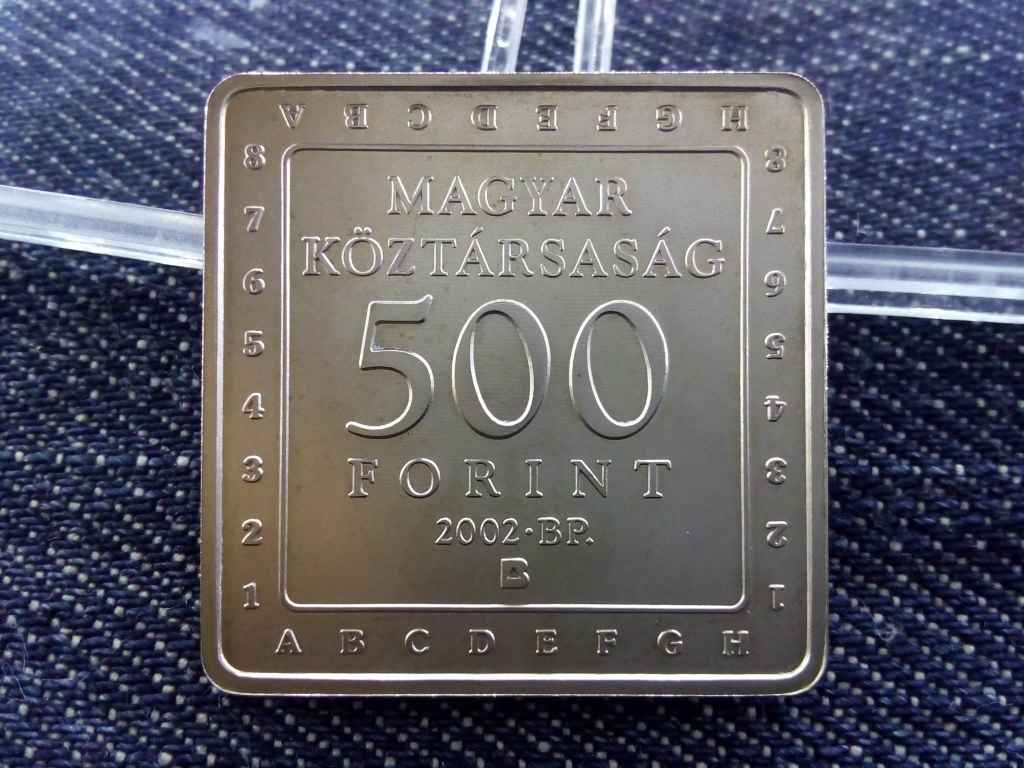 A B C D E F G H
8 8
7 7
MAGYAR
KÖZTÁRSASÁG
6 6
500
5 5
4 4
FORINT
3 3
2002·BP.
2 2
B
1 1
A B C D E F G H